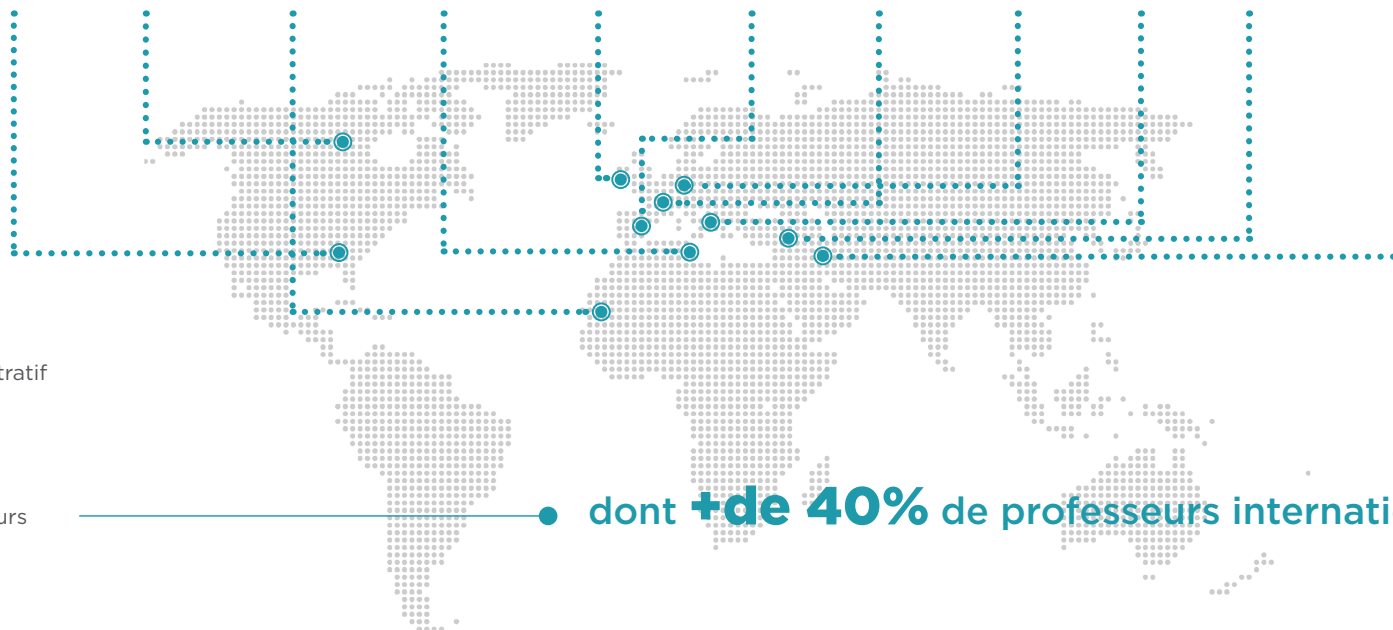 tratif
urs
dont +de 40% de professeurs internati